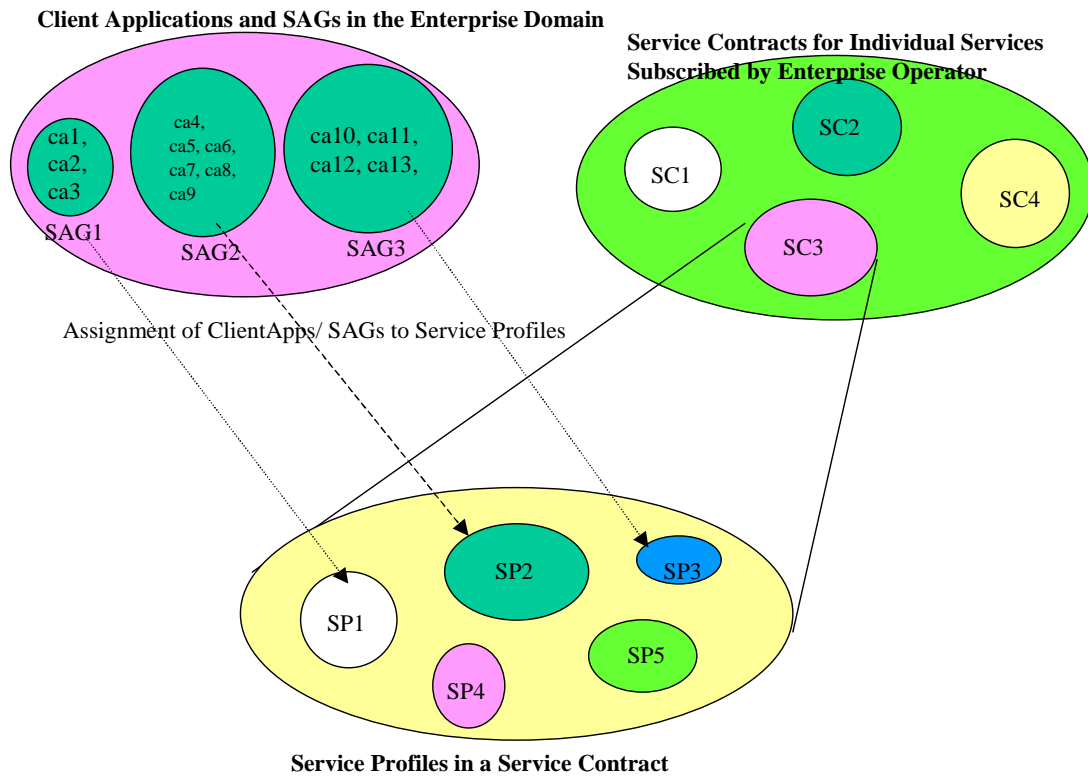 Client Applications and SAGs in the Enterprise Domain
Service Contracts for Individual Services
Subscribed by Enterprise Operator
ca1,
ca2,
ca3
SAG1
ca4,
ca5, ca6,
ca7, ca8,
ca9
SAG2
ca10, ca11,
ca12, ca13,
SAG3
SC1
SC2
SC3
SC4
Assignment of ClientApps/ SAGs to Service Profiles
SP1
SP2
SP3
SP4
SP5
Service Profiles in a Service Contract